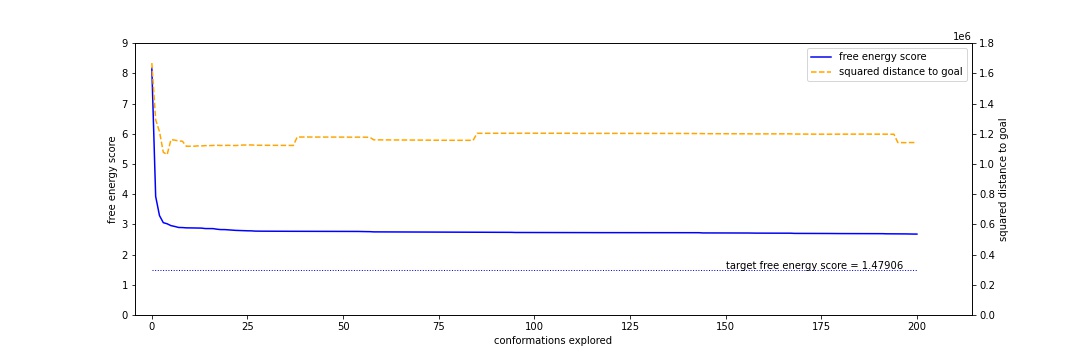 1e6
9
8
7
6
5
4
3
2
1
0
free energy score
1.8
1.6
1.4
1.2
1.0
0.8
0.6
0.4
0.2
0.0
squared distance to goal
free energy score
squared distance to goal
target free energy score = 1.47906
0 25 50 75 100 125 150 175 200
conformations explored